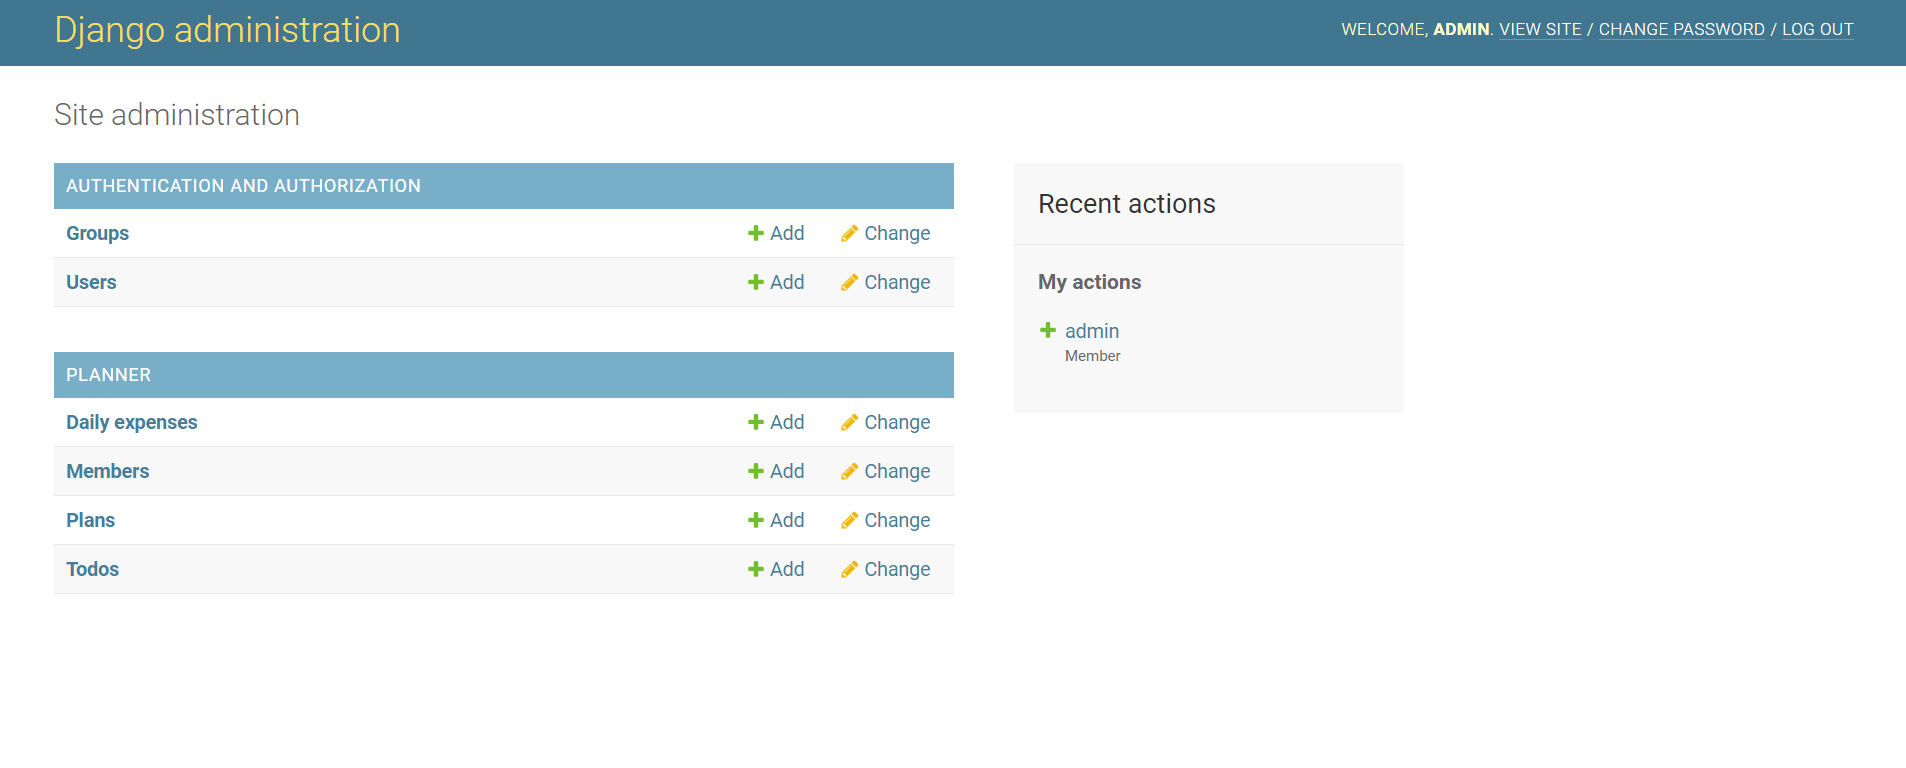 Django administration
WELCOME, ADMIN. VIEW SITE / CHANGE PASSWORD / LOG OUT
Site administration
AUTHENTICATION AND AUTHORIZATION
Groups Add Change
Users Add Change
PLANNER
Daily expenses Add Change
Members Add Change
Plans Add Change
Todos Add Change
Recent actions
My actions
admin
Member